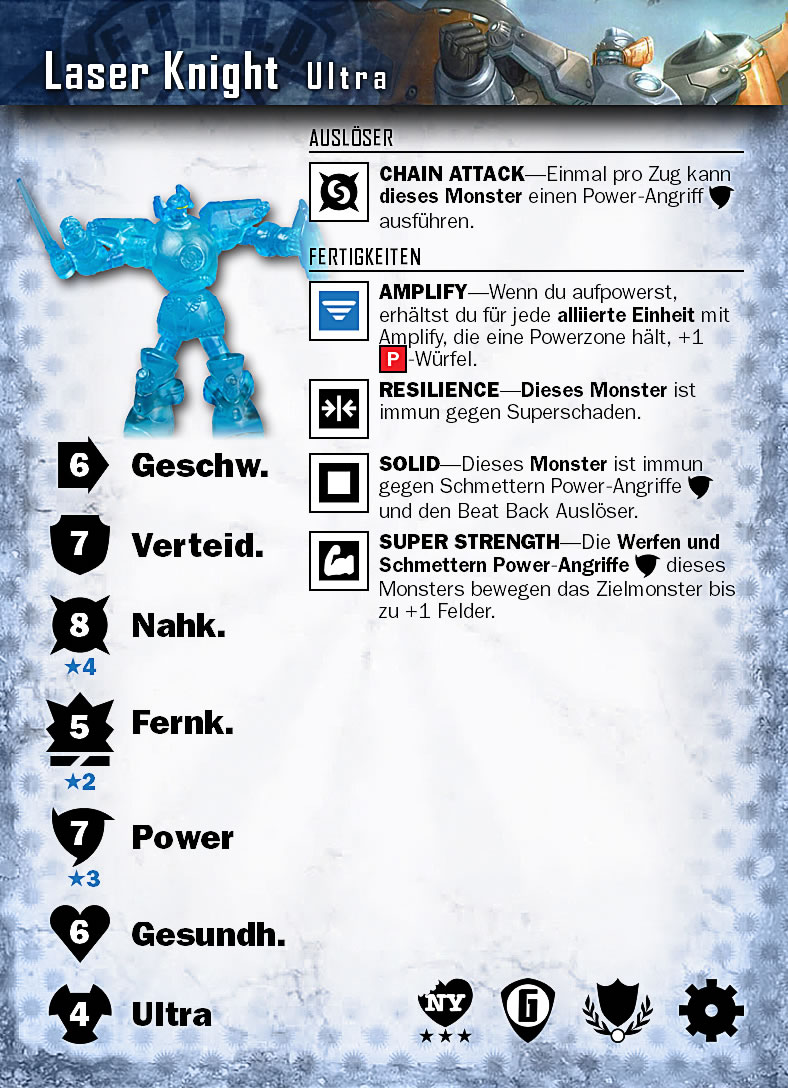 Laser Knight Ultra
AUSLÖSER
CHAIN ATTACK—Einmal pro Zug kann
dieses Monster einen Power-Angriff
ausführen.
FERTIGKEITEN
AMPLIFY—Wenn du aufpowerst,
erhältst du für jede alliierte Einheit mit
Amplify, die eine Powerzone hält, +1
P-Würfel.
RESILIENCE—Dieses Monster ist
immun gegen Superschaden.
SOLID—Dieses Monster ist immun
gegen Schmettern Power-Angriffe
und den Beat Back Auslöser.
SUPER STRENGTH—Die Werfen und
Schmettern Power-Angriffe dieses
Monsters bewegen das Zielmonster bis
zu +1 Felder.
6 Geschw.
7 Verteid.
8 Nahk.
★4
5 Fernk.
★2
7 Power
★3
6 Gesundh.
4 Ultra
NY G
★★★